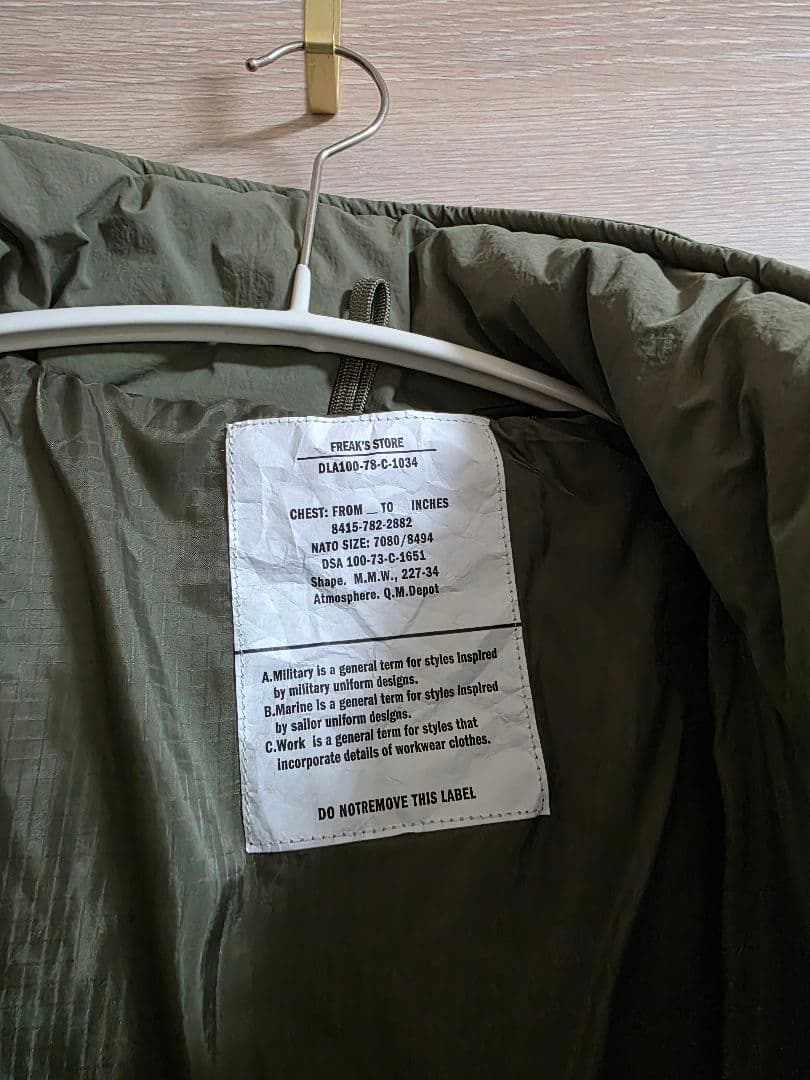 FREAK'S STORE
DLA100-78-C-1034
CHEST: FROM _ TO INCHES
8415-782-2882
NATO SIZE: 7080/8494
DSA 100-73-C-1651
Shape. M.M.W., 227-34
Atmosphere. Q.M.Depot
A.Military is a general term for styles inspired
by military uniform designs.
B.Marine is a general term for styles inspired
by sailor uniform designs.
C.Work is a general term for styles that
incorporate details of workwear clothes.
DO NOTREMOVE THIS LABEL